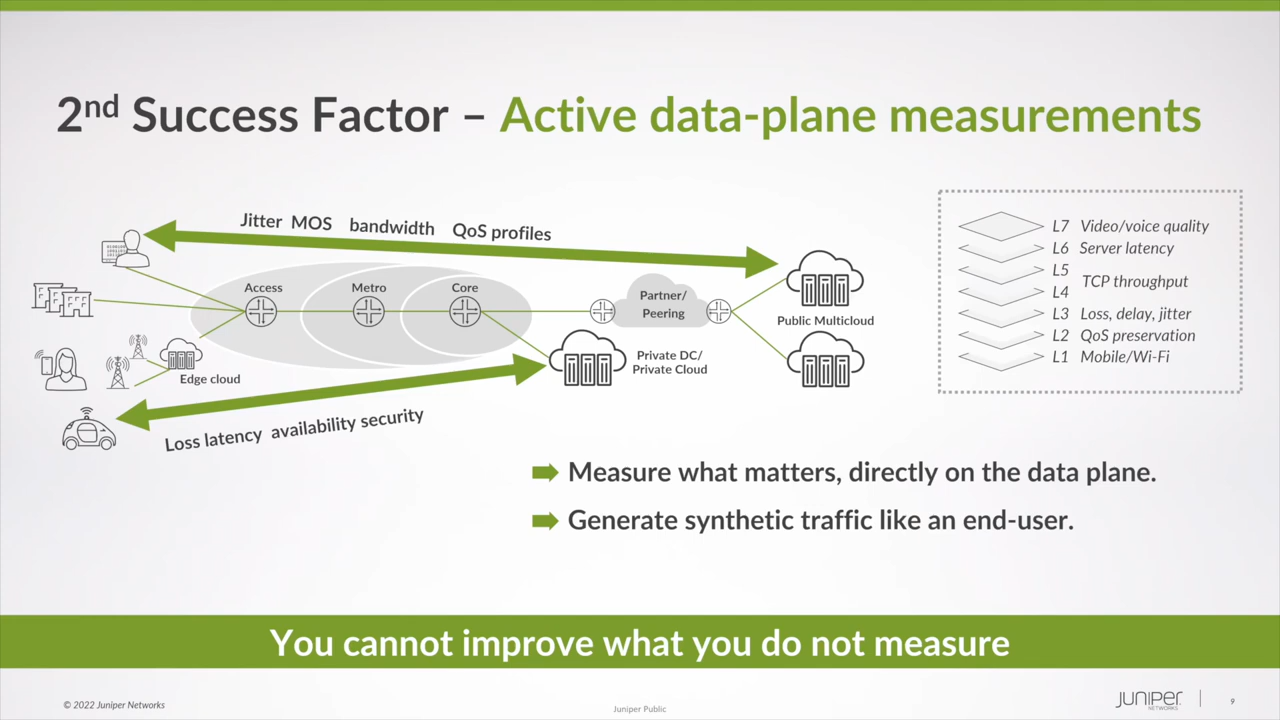 2nd Success Factor – Active data-plane measurements
Jitter MOS bandwidth QoS profiles
Access
Metro
Core
Partner/
Peering
Public Multicloud
Private DC/
Private Cloud
Edge cloud
Loss latency availability security
L7 Video/voice quality
L6 Server latency
L5
TCP throughput
L4
L3 Loss, delay, jitter
L2 QoS preservation
L1 Mobile/Wi-Fi
Measure what matters, directly on the data plane.
Generate synthetic traffic like an end-user.
You cannot improve what you do not measure
© 2022 Juniper Networks
Juniper Public
JUNIPER
NETWORKS
9